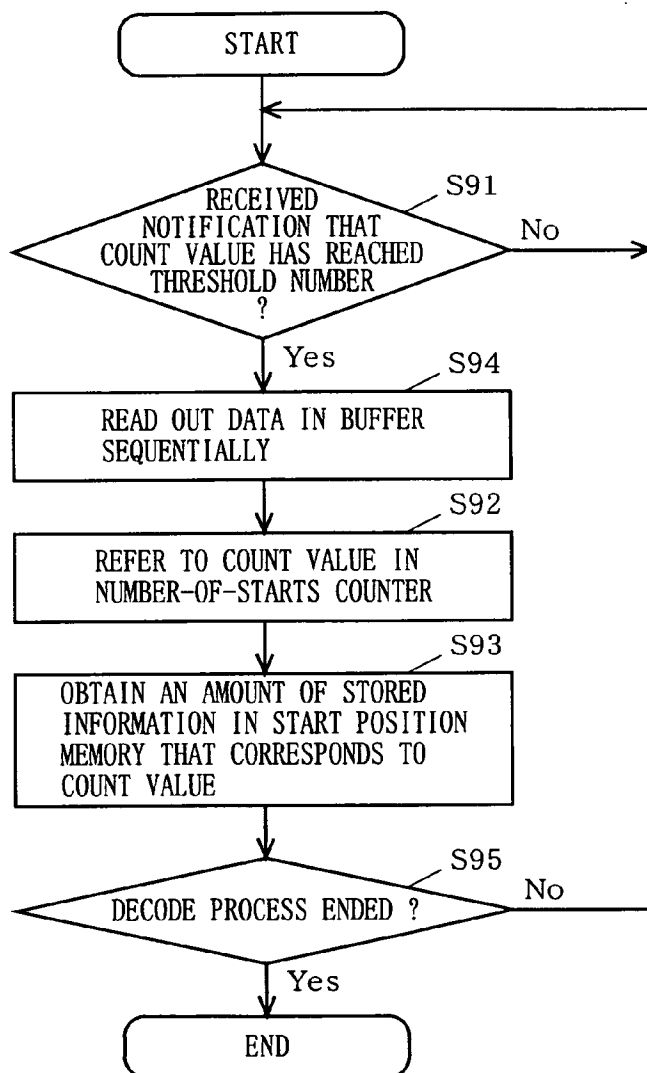 START
S91
RECEIVED
NOTIFICATION THAT
COUNT VALUE HAS REACHED
THRESHOLD NUMBER
?
No
Yes
S94
READ OUT DATA IN BUFFER
SEQUENTIALLY
S92
REFER TO COUNT VALUE IN
NUMBER-OF-STARTS COUNTER
S93
OBTAIN AN AMOUNT OF STORED
INFORMATION IN START POSITION
MEMORY THAT CORRESPONDS TO
COUNT VALUE
S95
DECODE PROCESS ENDED ?
No
Yes
END